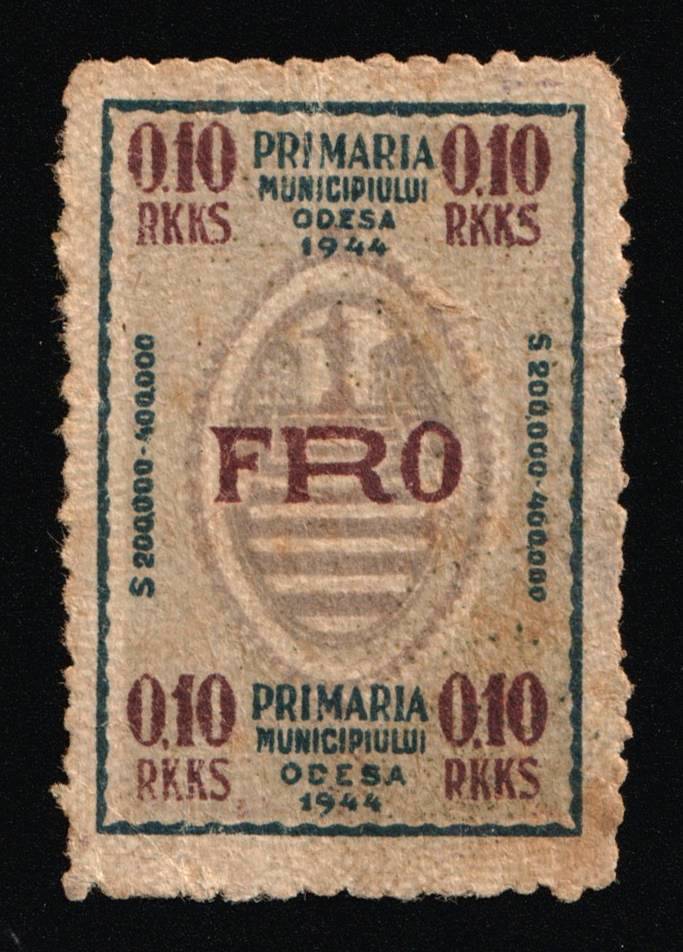 0.10 PRIMARIA 0.10
RKKS MUNICIPIULUI RKKS
ODESA
1944
S 200,000-400,000
S 200,000-400,000
1
FRO
0.10 PRIMARIA 0.10
RKKS MUNICIPIULUI RKKS
ODESA
1944